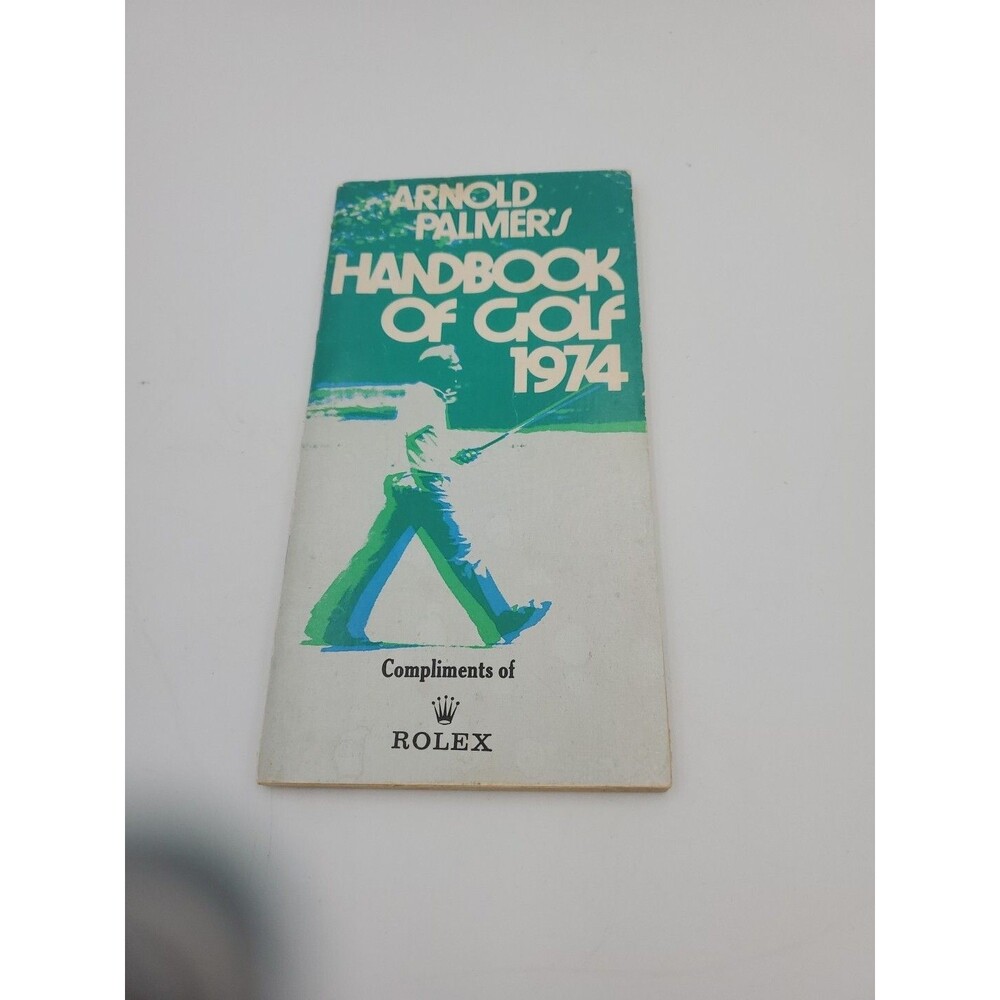 ARNOLD
PALMER'S
HANDBOOK
OF GOLF
1974
Compliments of
ROLEX